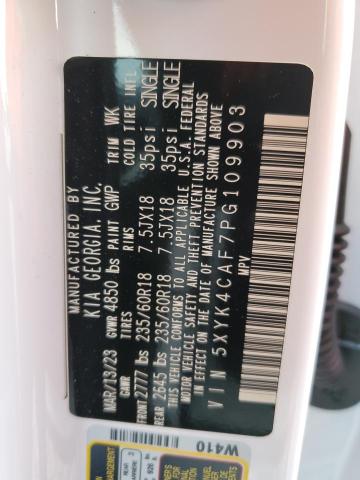 MANUFACTURED BY
KIA GEORGIA, INC.
MAR/13/23 GVWR 4850 lbs PAINT GWP TRIM WK
GAWR TIRES RIMS COLD TIRE INFL
FRONT 2777 lbs 235/60R18 7.5JX18 35psi SINGLE
REAR 2645 lbs 235/60R18 7.5JX18 35psi SINGLE
THIS VEHICLE CONFORMS TO ALL APPLICABLE U.S.A. FEDERAL
MOTOR VEHICLE SAFETY AND THEFT PREVENTION STANDARDS
IN EFFECT ON THE DATE OF MANUFACTURE SHOWN ABOVE
VIN 5XYK4CAF7PG109903
MPV
W410
REAR